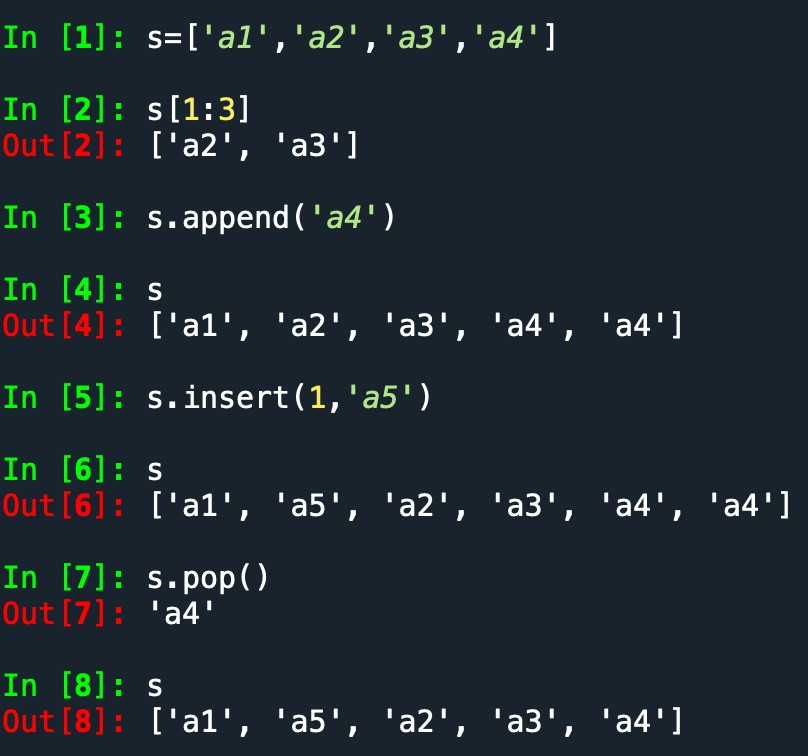 In [1]: s=['a1','a2','a3','a4']
In [2]: s[1:3]
Out[2]: ['a2', 'a3']
In [3]: s.append('a4')
In [4]: s
Out[4]: ['a1', 'a2', 'a3', 'a4', 'a4']
In [5]: s.insert(1,'a5')
In [6]: s
Out[6]: ['a1', 'a5', 'a2', 'a3', 'a4', 'a4']
In [7]: s.pop()
Out[7]: 'a4'
In [8]: s
Out[8]: ['a1', 'a5', 'a2', 'a3', 'a4']